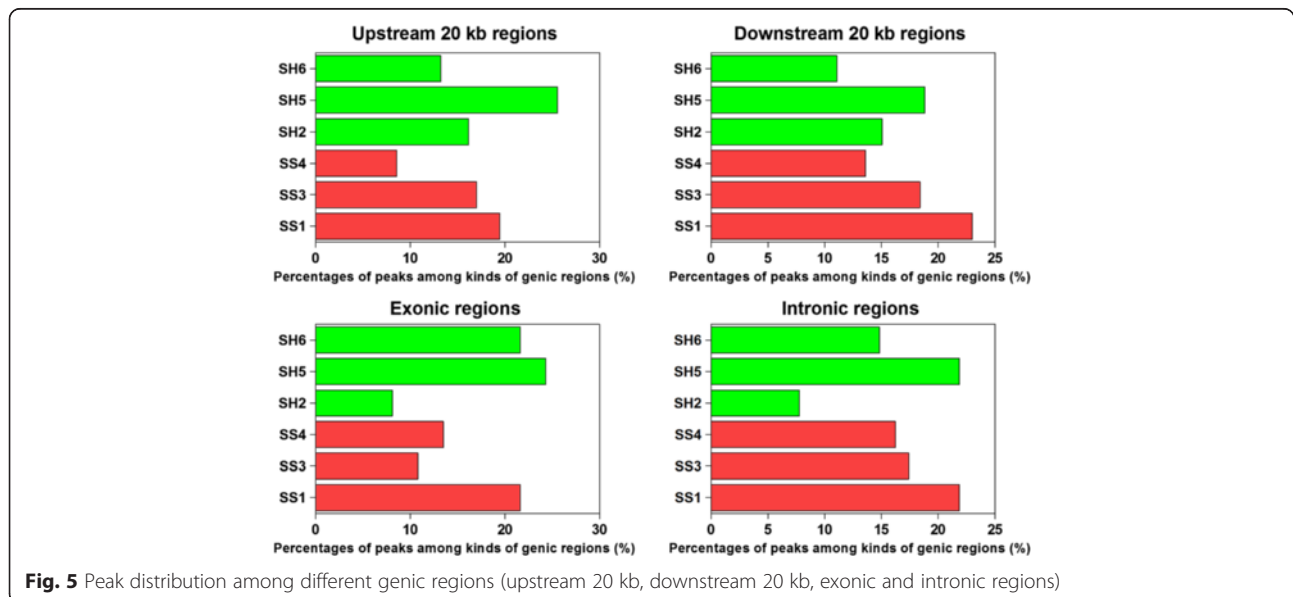 Upstream 20 kb regions
SH6
SH5
SH2
SS4
SS3
SS1
0 10 20 30
Percentages of peaks among kinds of genic regions (%)
Downstream 20 kb regions
SH6
SH5
SH2
SS4
SS3
SS1
0 5 10 15 20 25
Percentages of peaks among kinds of genic regions (%)
Exonic regions
SH6
SH5
SH2
SS4
SS3
SS1
0 10 20 30
Percentages of peaks among kinds of genic regions (%)
Intronic regions
SH6
SH5
SH2
SS4
SS3
SS1
0 5 10 15 20 25
Percentages of peaks among kinds of genic regions (%)
Fig. 5 Peak distribution among different genic regions (upstream 20 kb, downstream 20 kb, exonic and intronic regions)